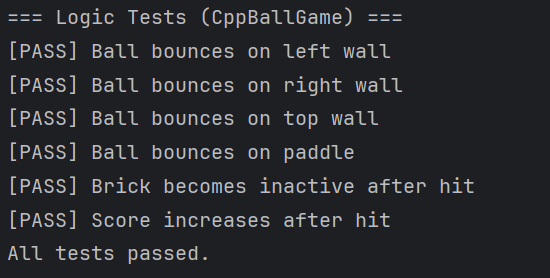 === Logic Tests (CppBallGame) ===
[PASS] Ball bounces on left wall
[PASS] Ball bounces on right wall
[PASS] Ball bounces on top wall
[PASS] Ball bounces on paddle
[PASS] Brick becomes inactive after hit
[PASS] Score increases after hit
All tests passed.